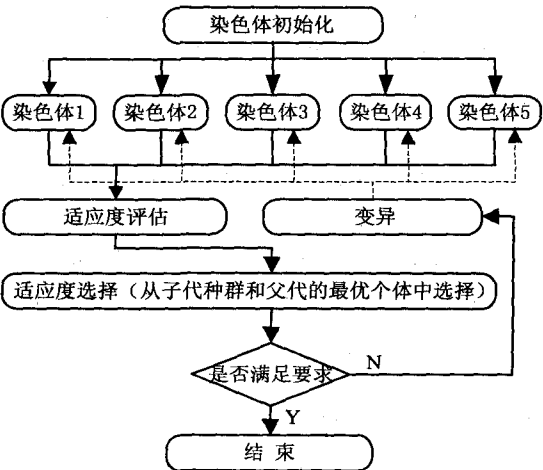 染色体初始化
染色体1 染色体2 染色体3 染色体4 染色体5
适应度评估 变异
适应度选择（从子代种群和父代的最优个体中选择）
是否满足要求 N
Y
结 束